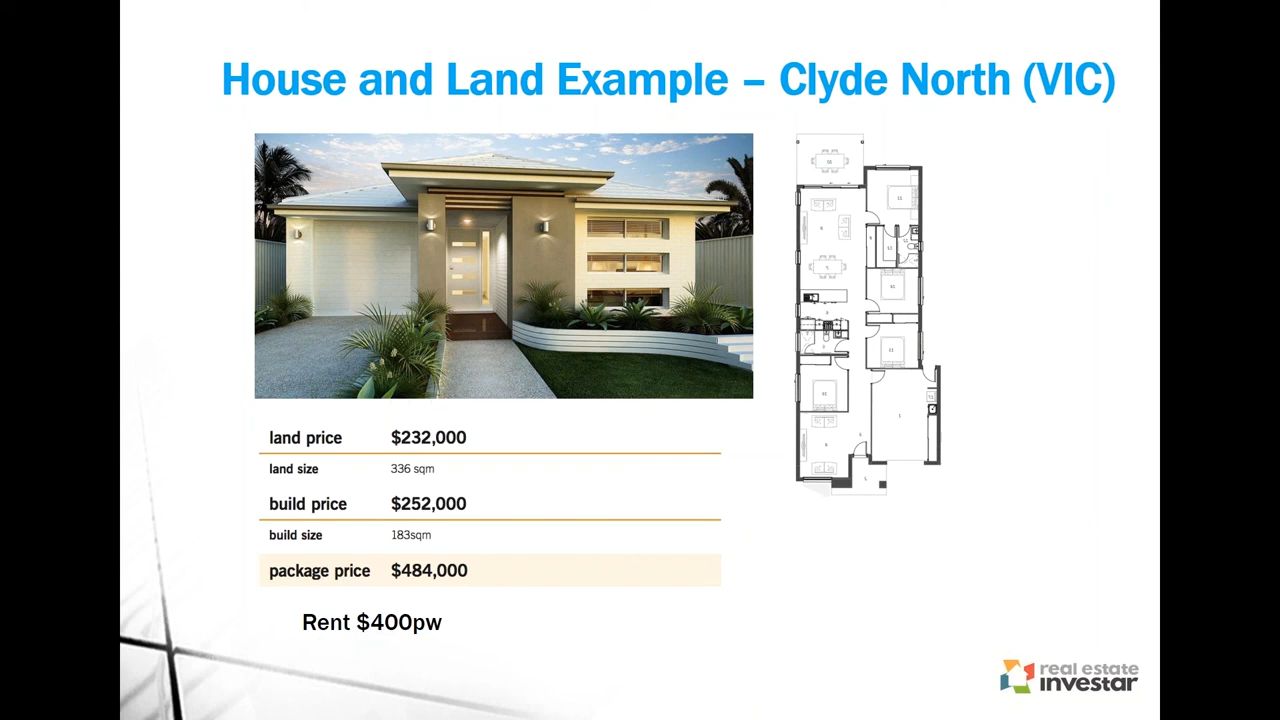 House and Land Example – Clyde North (VIC)
land price $232,000
land size 336 sqm
build price $252,000
build size 183sqm
package price $484,000
Rent $400pw
real estate
investar